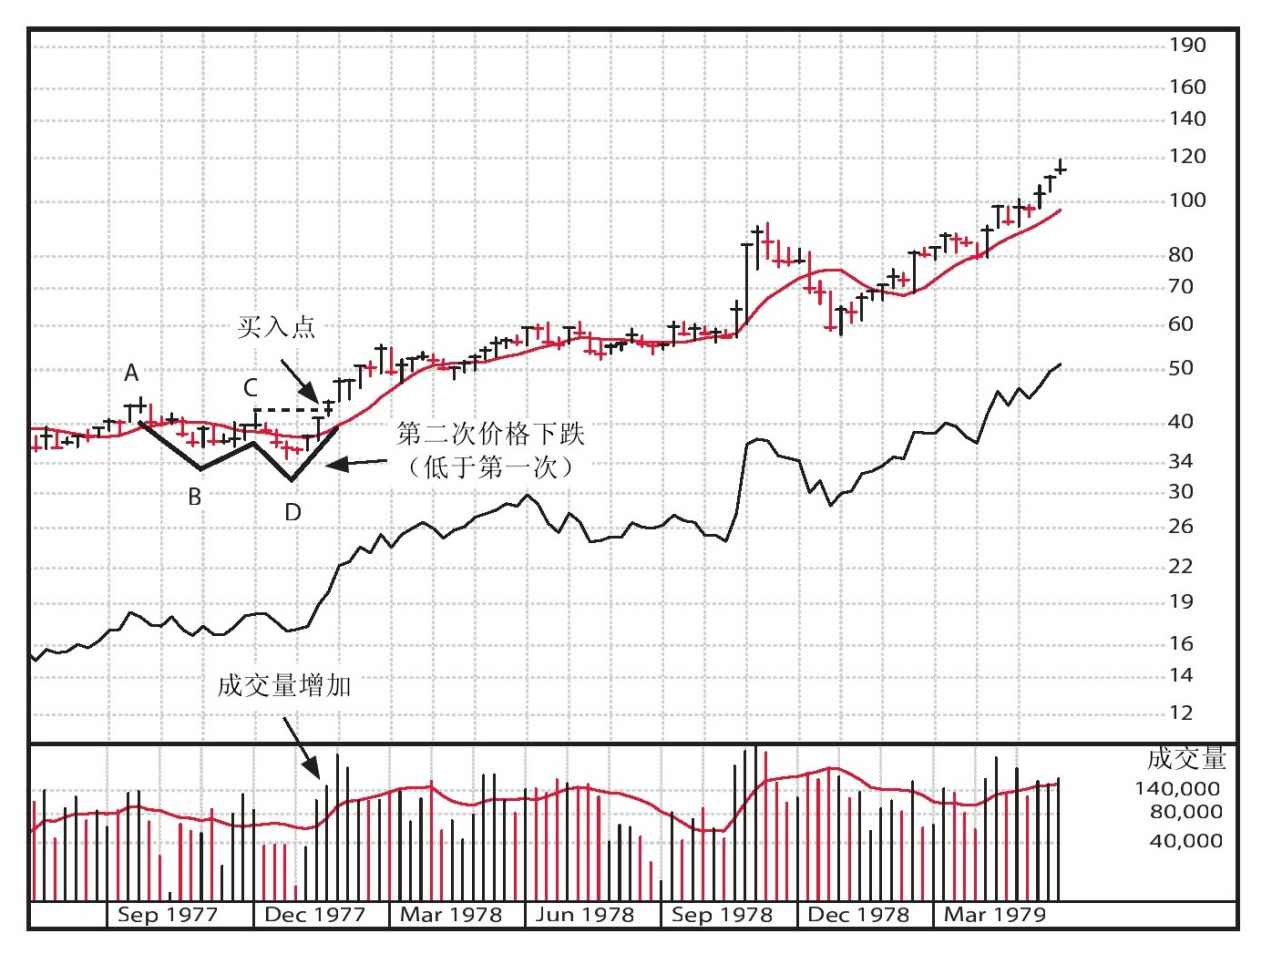 190
160
140
120
100
80
70
60
50
40
34
30
26
22
19
16
14
12
买入点
A
C
第二次价格下跌
（低于第一次）
B
D
成交量增加
成交量
140,000
80,000
40,000
Sep 1977
Dec 1977
Mar 1978
Jun 1978
Sep 1978
Dec 1978
Mar 1979